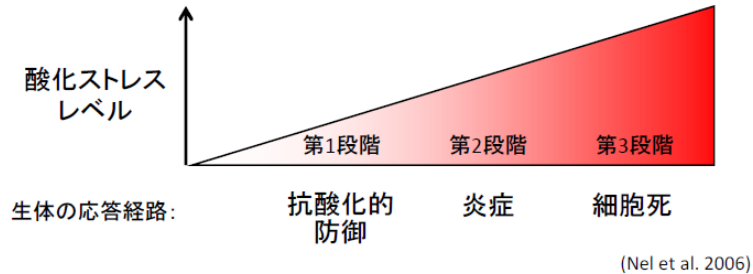 酸化ストレス
レベル
第1段階 第2段階 第3段階
生体の応答経路: 抗酸化的 炎症 細胞死
防御
(Nel et al. 2006)